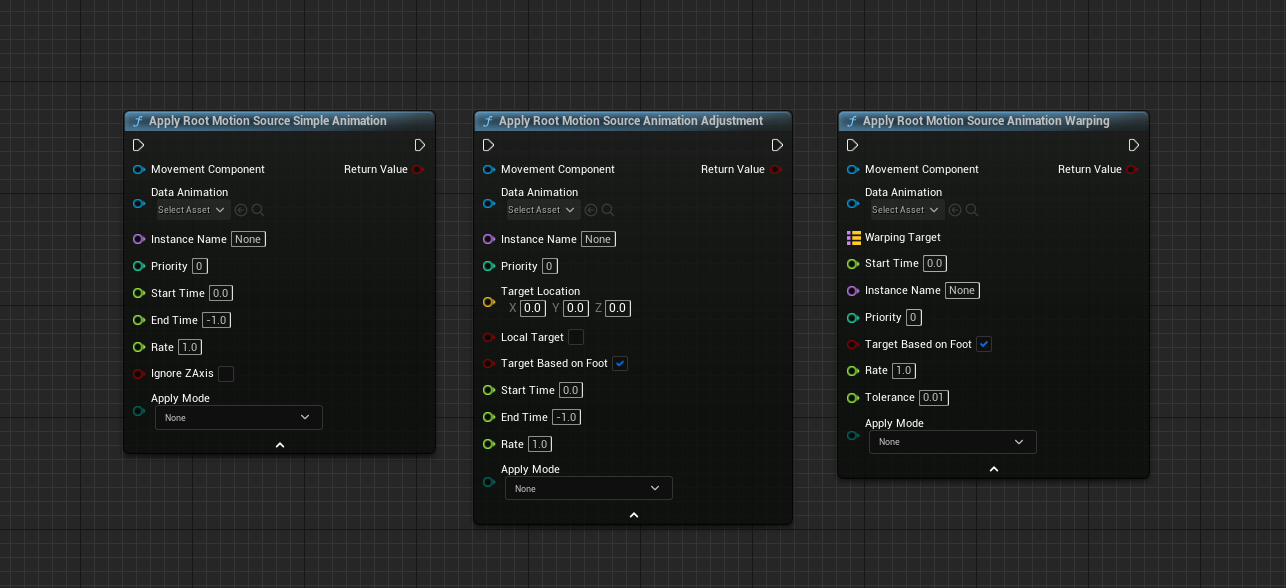 Apply Root Motion Source Simple Animation
Movement Component
Return Value
Data Animation
Select Asset
Instance Name None
Priority 0
Start Time 0.0
End Time -1.0
Rate 1.0
Ignore ZAxis
Apply Mode
None
Apply Root Motion Source Animation Adjustment
Movement Component
Return Value
Data Animation
Select Asset
Instance Name None
Priority 0
Target Location
X 0.0 Y 0.0 Z 0.0
Local Target
Target Based on Foot
Start Time 0.0
End Time -1.0
Rate 1.0
Apply Mode
None
Apply Root Motion Source Animation Warping
Movement Component
Return Value
Data Animation
Select Asset
Warping Target
Start Time 0.0
Instance Name None
Priority 0
Target Based on Foot
Rate 1.0
Tolerance 0.01
Apply Mode
None